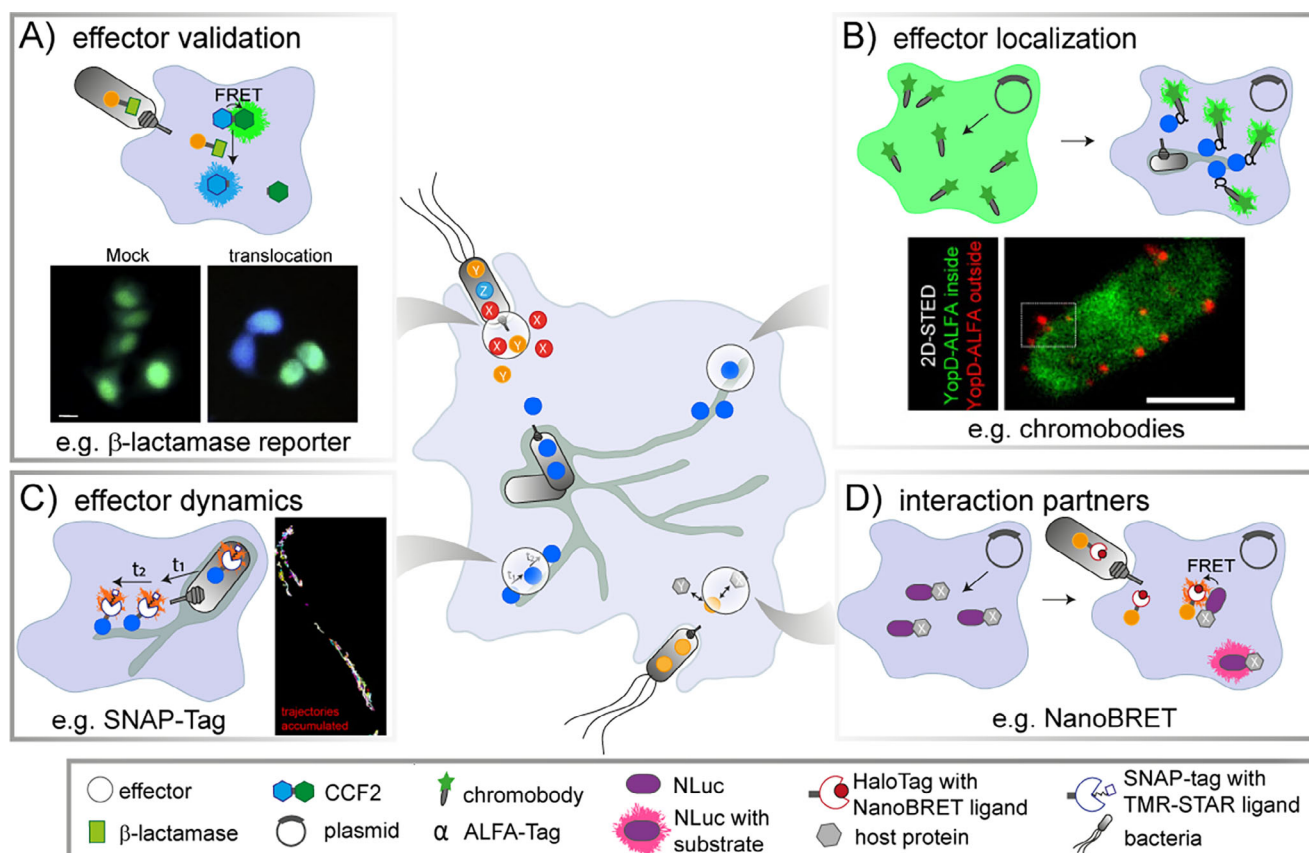 A) effector validation
FRET
Mock
translocation
e.g. β-lactamase reporter
B) effector localization
α
α
α
α
2D-STED
YopD-ALFA inside
YopD-ALFA outside
e.g. chromobodies
C) effector dynamics
t₂
t₁
trajectories
accumulated
e.g. SNAP-Tag
Y
Z
X
X
X
Y
X
Y
t₁
t₂
Y
D) interaction partners
X
X
X
FRET
X
X
e.g. NanoBRET
effector
β-lactamase
CCF2
plasmid
chromobody
α ALFA-Tag
NLuc
NLuc with
substrate
HaloTag with
NanoBRET ligand
host protein
SNAP-tag with
TMR-STAR ligand
bacteria